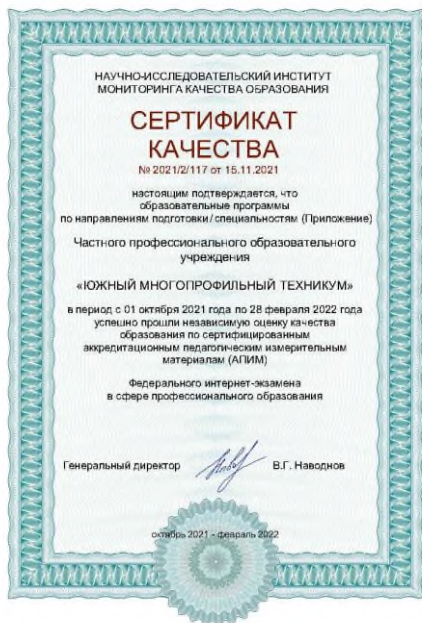 НАУЧНО-ИССЛЕДОВАТЕЛЬСКИЙ ИНСТИТУТ
МОНИТОРИНГА КАЧЕСТВА ОБРАЗОВАНИЯ
СЕРТИФИКАТ
КАЧЕСТВА
№ 2021/2/117 от 15.11.2021
настоящим подтверждается, что
образовательные программы
по направлениям подготовки/специальностям (Приложение)
Частного профессионального образовательного
учреждения
«ЮЖНЫЙ МНОГОПРОФИЛЬНЫЙ ТЕХНИКУМ»
в период с 01 октября 2021 года по 28 февраля 2022 года
успешно прошли независимую оценку качества
образования по сертифицированным
аккредитационным педагогическим измерительным
материалам (АПИМ)
Федерального интернет-экзамена
в сфере профессионального образования
Генеральный директор В.Г. Наводнов
октябрь 2021 - февраль 2022